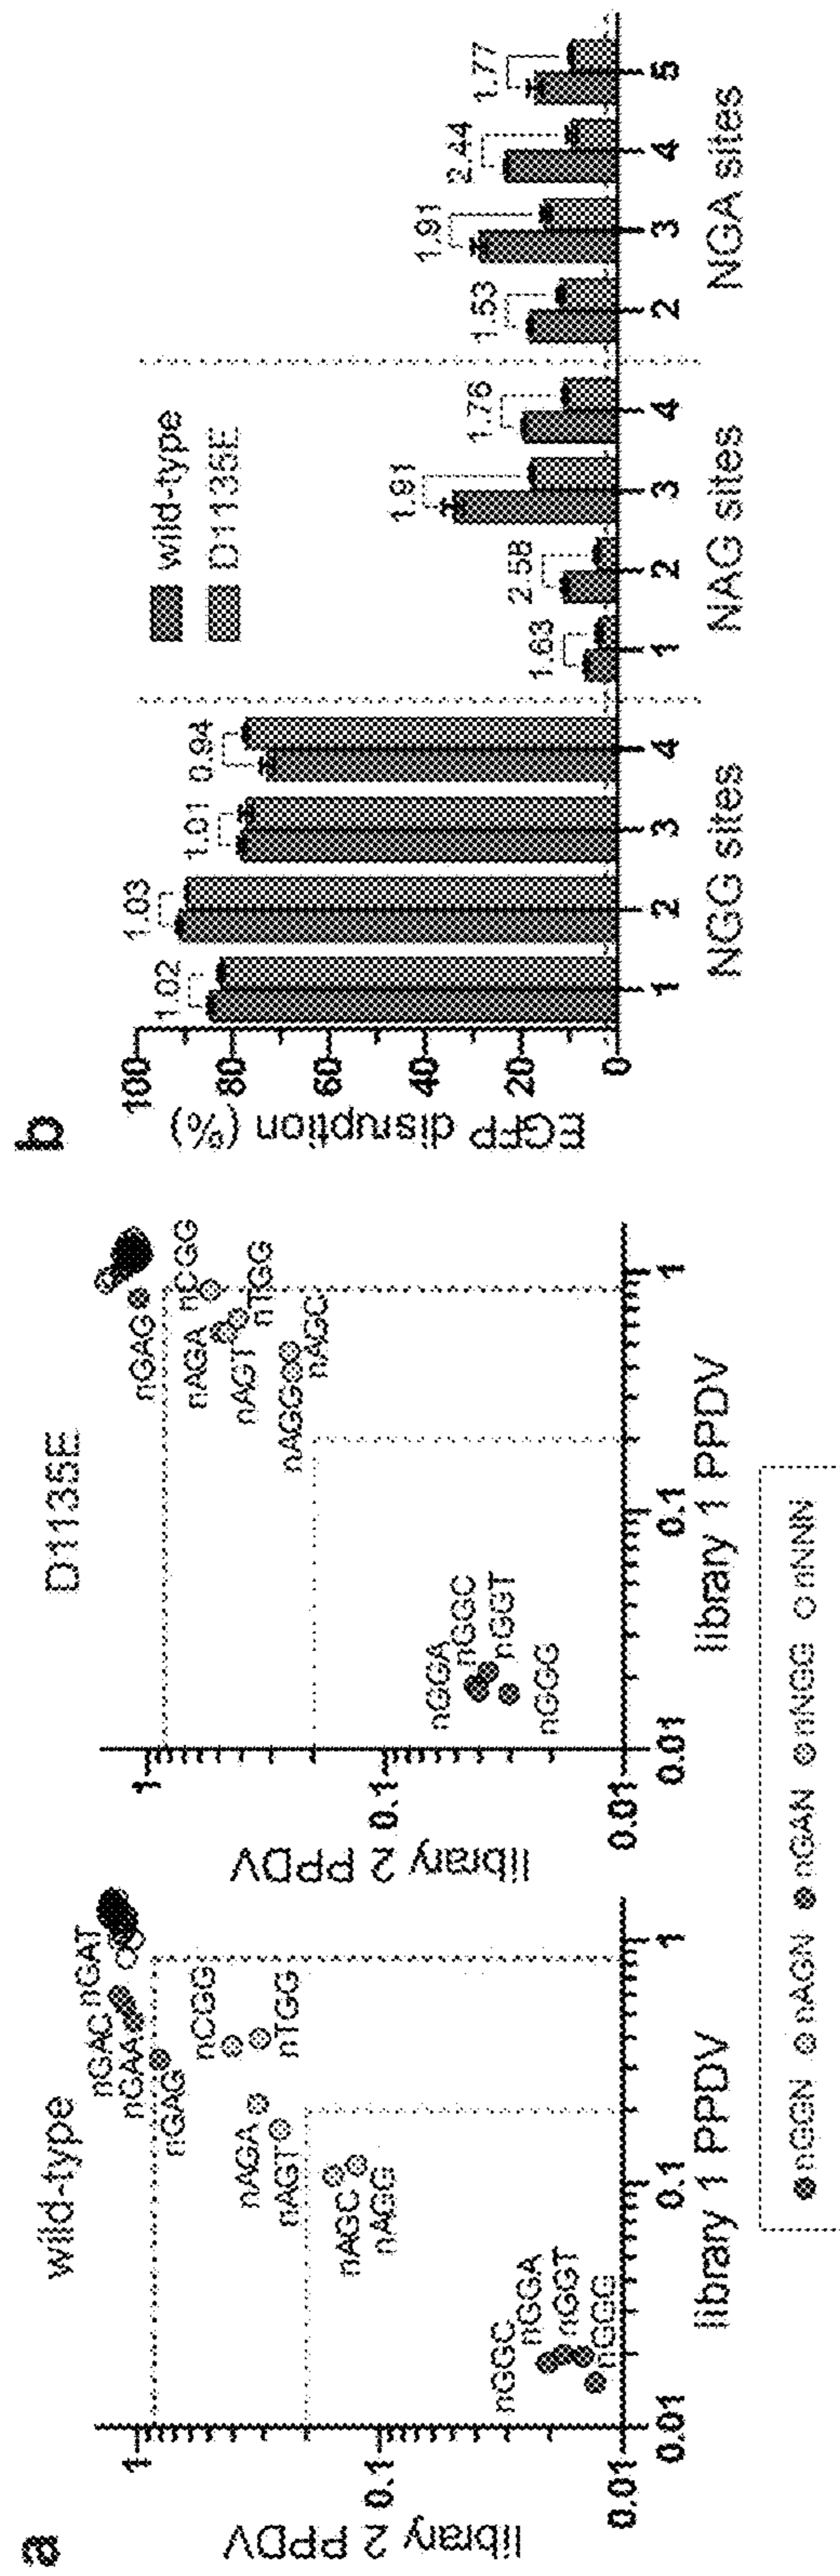 a
wild-type
library 2 PPDV
1
0.1
0.01
nGAC
nGAT
nGAA
nGAG
nCGG
nTGG
nAGA
nAGT
nAGC
nAGG
nGGC
nGGA
nGGT
nGGG
0.01
0.1
1
library 1 PPDV
D1135E
library 2 PPDV
1
0.1
0.01
nGAG
nCGG
nAGA
nTGG
nAGT
nAGG
nAGC
nGGA
nGGC
nGGT
nGGG
0.01
0.1
1
library 1 PPDV
nGGN nAGN nGAN nNGG nNNN
b
EGFP disruption (%)
100
80
60
40
20
0
wild-type
D1135E
1.02 1.03 1.01 0.94 1.63 2.58 1.91 1.76 1.53 1.91 2.44 1.77
1 2 3 4 1 2 3 4 2 3 4 5
NGG sites NAG sites NGA sites